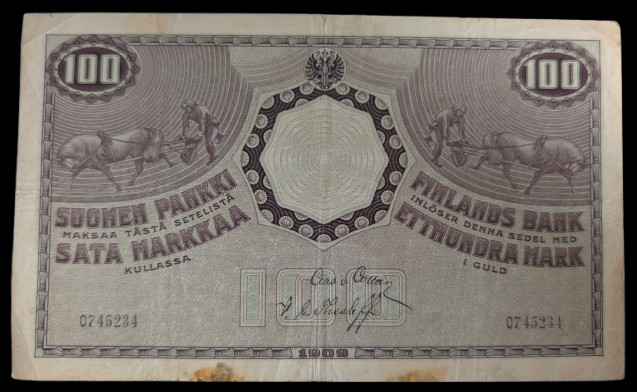 100 100
SUOMEN PANKKI
MAKSAA TÄSTÄ SETELISTÄ
SATA MARKKAA
KULLASSA
FINLANDS BANK
INLÖSER DENNA SEDEL MED
ETTHUNDRA MARK
I GULD
100
0745234 0745234
1909